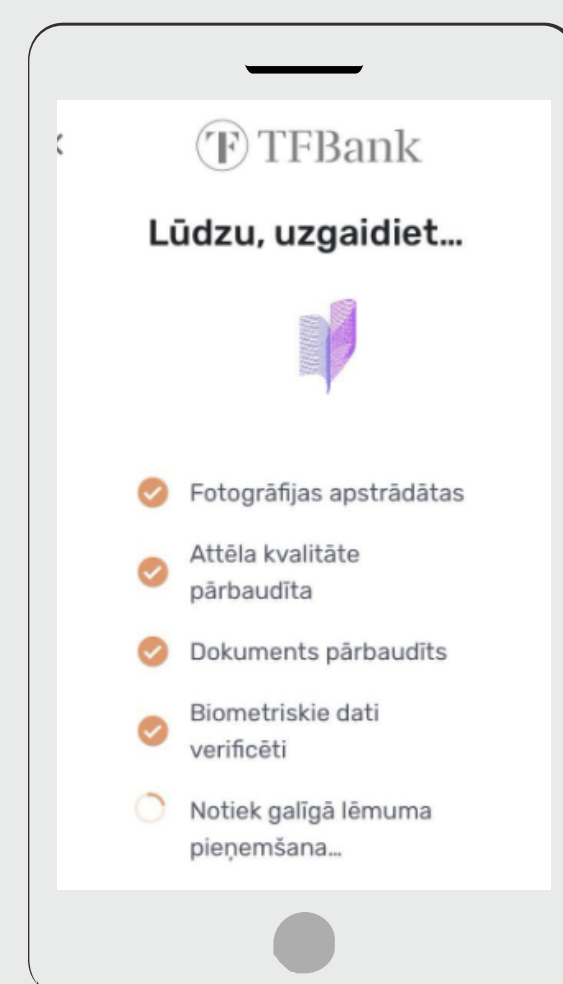 TFBank
Lūdzu, uzgaidiet...
Fotogrāfijas apstrādātas
Attēla kvalitāte
pārbaudīta
Dokuments pārbaudīts
Biometriskie dati
verificēti
Notiek galīgā lēmuma
pieņemšana...